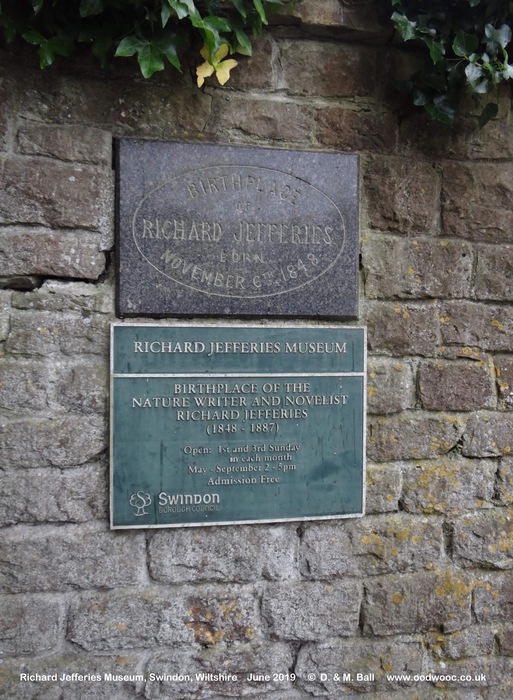 BIRTHPLACE
OF
RICHARD JEFFERIES
BORN
NOVEMBER 6TH 1848
RICHARD JEFFERIES MUSEUM
BIRTHPLACE OF THE
NATURE WRITER AND NOVELIST
RICHARD JEFFERIES
(1848 - 1887)
Open: 1st and 3rd Sunday
in each month
May - September 2 - 5pm
Admission Free
SWINDON
BOROUGH COUNCIL
Richard Jefferies Museum, Swindon, Wiltshire June 2019 © D. & M. Ball www.oodwooc.co.uk